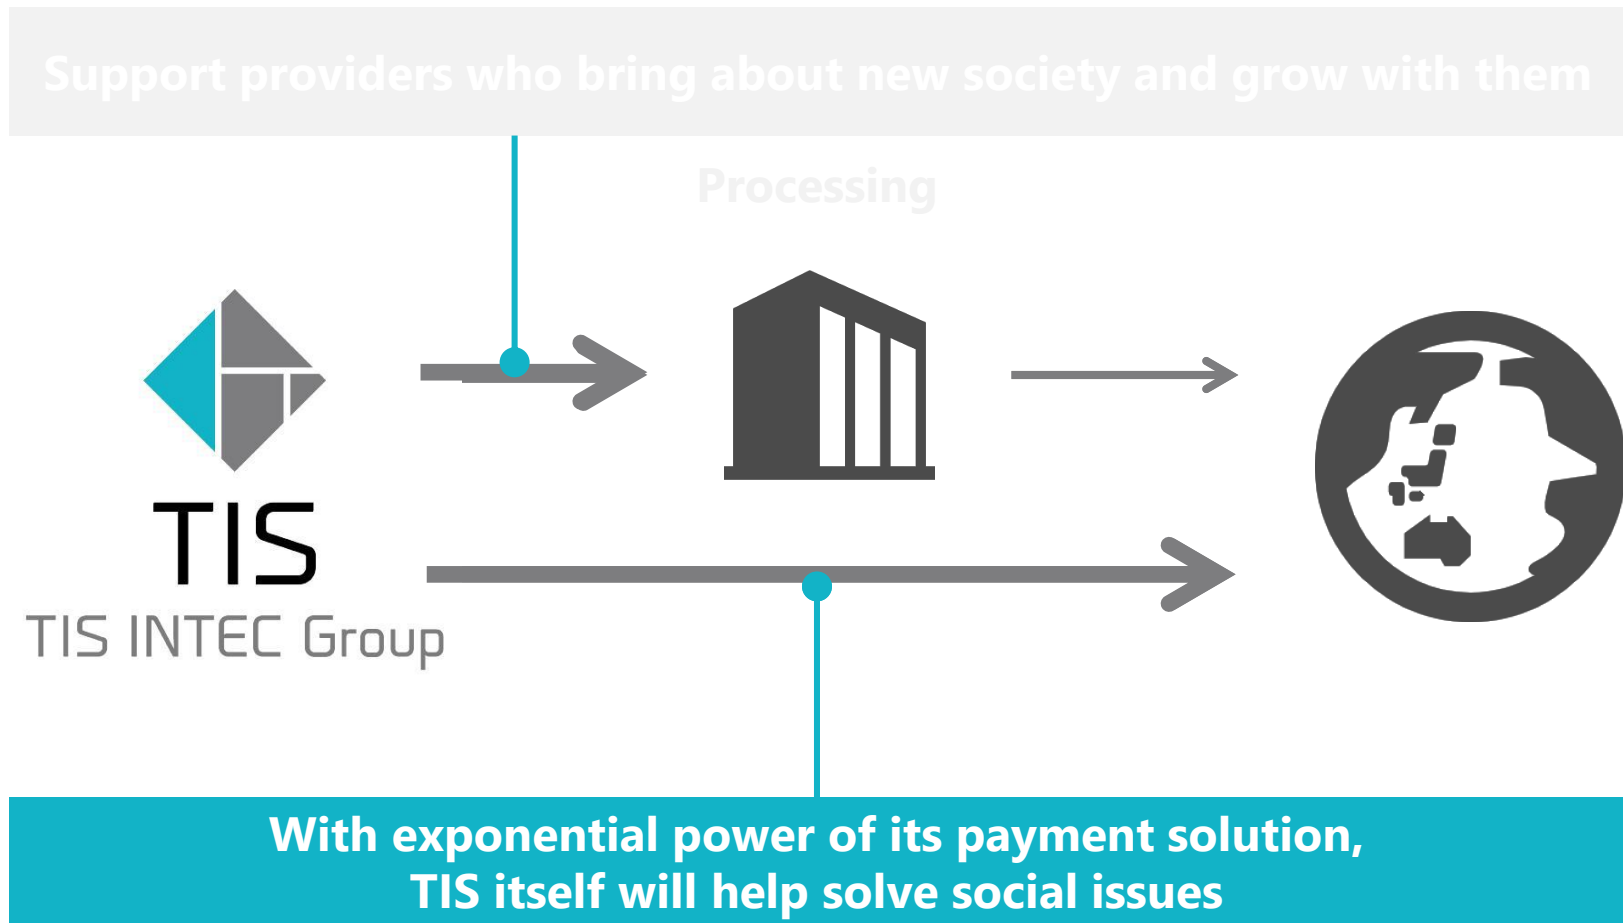 Support providers who bring about new society and grow with them
Processing
TIS
TIS INTEC Group
With exponential power of its payment solution,
TIS itself will help solve social issues